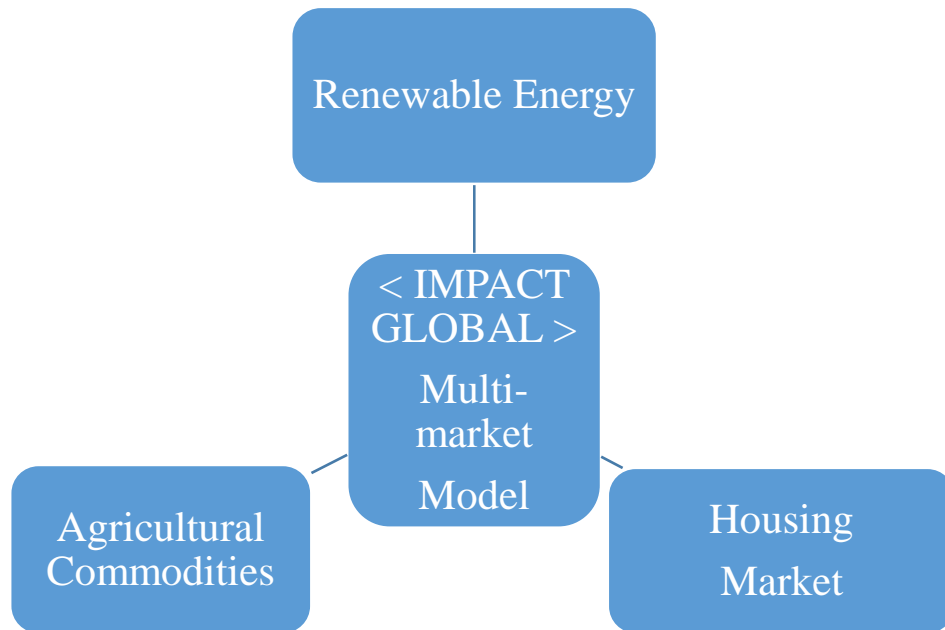 Renewable Energy
< IMPACT
GLOBAL >
Multi-
market
Model
Agricultural
Commodities
Housing
Market